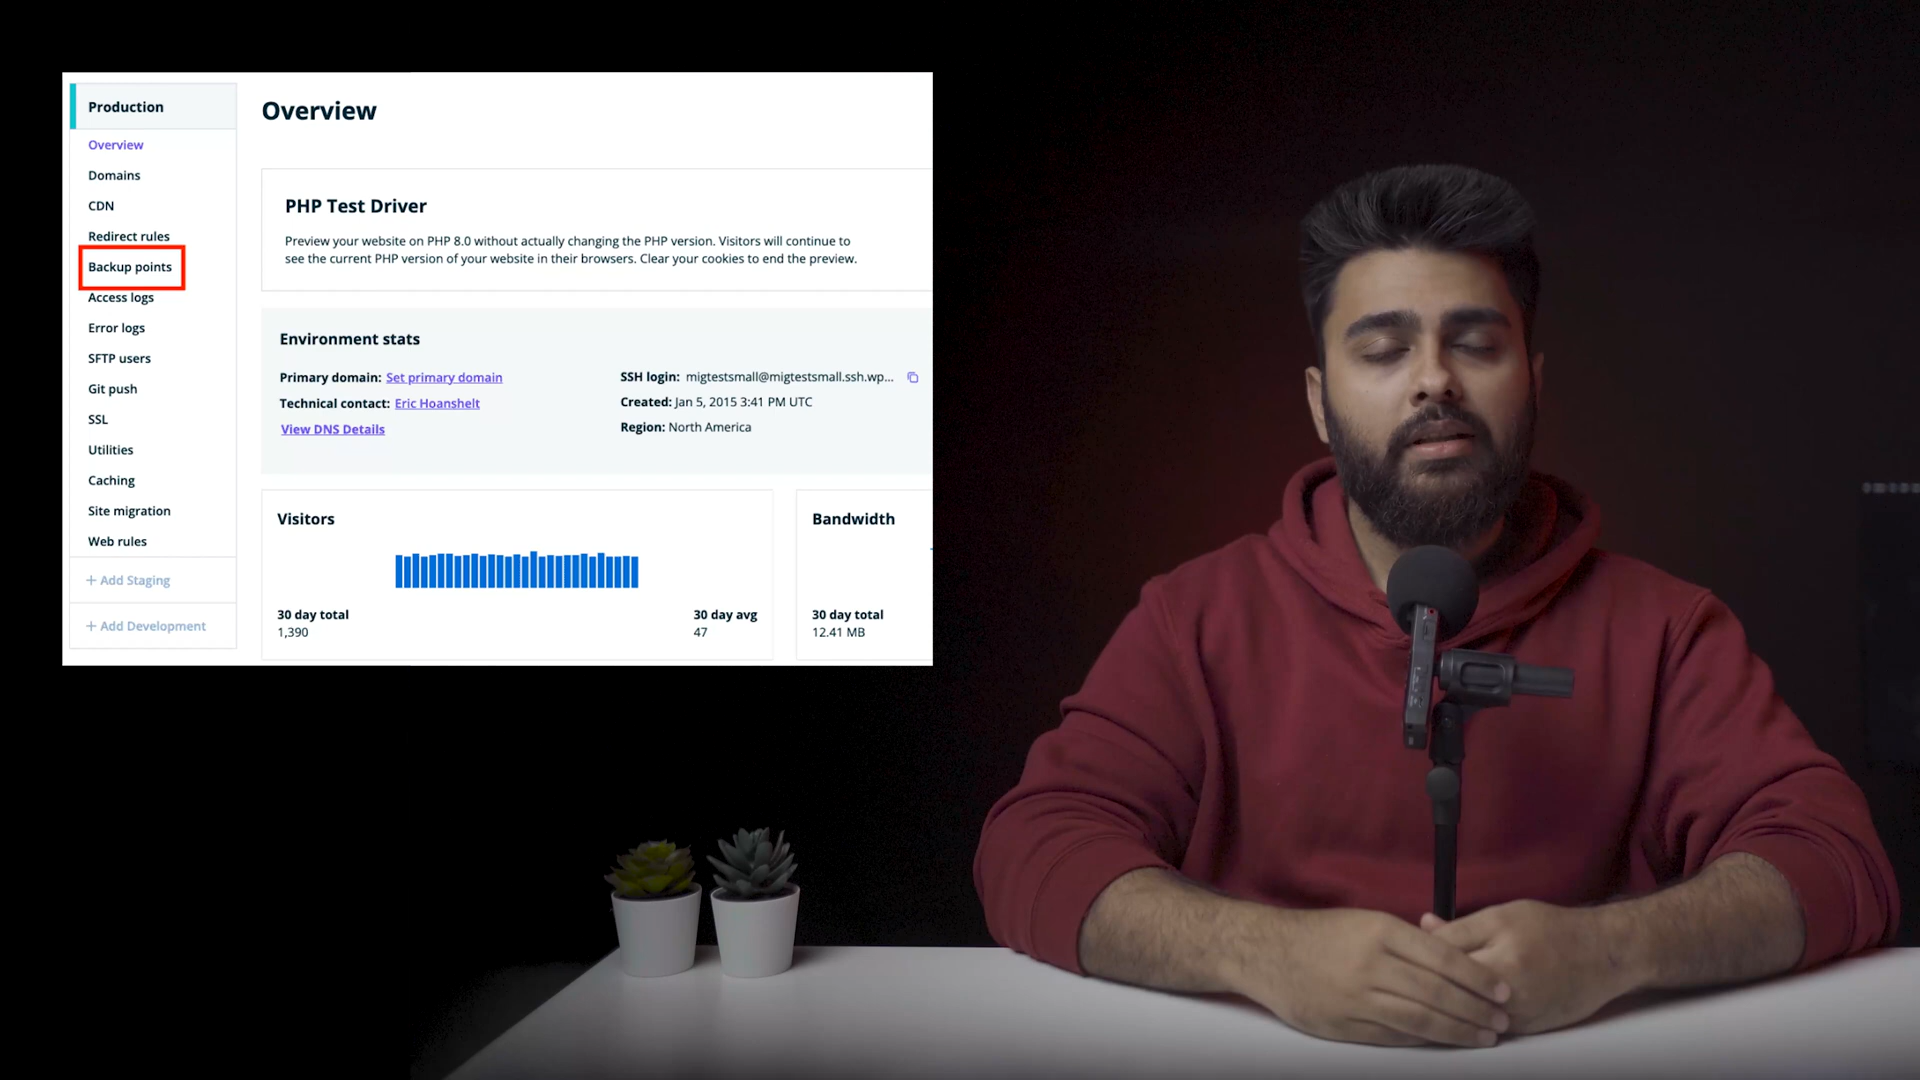 Production
Overview
Domains
CDN
Redirect rules
Backup points
Access logs
Error logs
SFTP users
Git push
SSL
Utilities
Caching
Site migration
Web rules
+ Add Staging
+ Add Development
Overview
PHP Test Driver
Preview your website on PHP 8.0 without actually changing the PHP version. Visitors will continue to
see the current PHP version of your website in their browsers. Clear your cookies to end the preview.
Environment stats
Primary domain: Set primary domain
Technical contact: Eric Hoanshelt
View DNS Details
SSH login: migtestsmall@migtestsmall.ssh.wp...
Created: Jan 5, 2015 3:41 PM UTC
Region: North America
Visitors
30 day total
1,390
30 day avg
47
Bandwidth
30 day total
12.41 MB